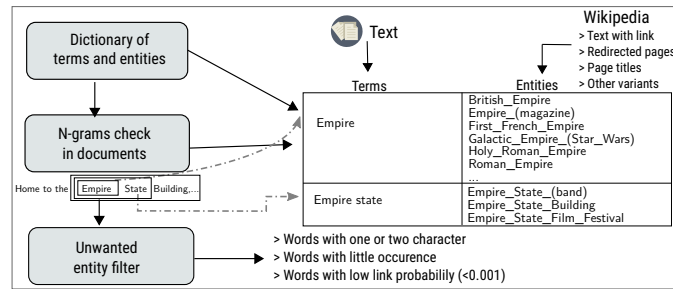 Dictionary of
terms and entities
N-grams check
in documents
Home to the Empire State Building,...
Unwanted
entity filter
Text
Wikipedia
> Text with link
> Redirected pages
> Page titles
> Other variants
Terms
Entities
Empire
British_Empire
Empire_(magazine)
First_French_Empire
Galactic_Empire_(Star_Wars)
Holy_Roman_Empire
Roman_Empire
...
Empire state
Empire_State_(band)
Empire_State_Building
Empire_State_Film_Festival
> Words with one or two character
> Words with little occurence
> Words with low link probabilily (<0.001)